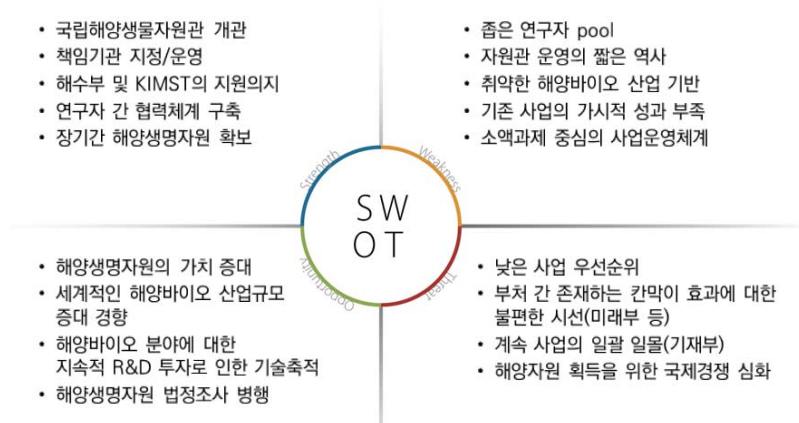 • 국립해양생물자원관 개관
• 책임기관 지정/운영
• 해수부 및 KIMST의 지원의지
• 연구자 간 협력체계 구축
• 장기간 해양생명자원 확보
• 좁은 연구자 pool
• 자원관 운영의 짧은 역사
• 취약한 해양바이오 산업 기반
• 기존 사업의 가시적 성과 부족
• 소액과제 중심의 사업운영체계
Strength
Weakness
SW
OT
Opportunity
Threat
• 해양생명자원의 가치 증대
• 세계적인 해양바이오 산업규모
증대 경향
• 해양바이오 분야에 대한
지속적 R&D 투자로 인한 기술축적
• 해양생명자원 법정조사 병행
• 낮은 사업 우선순위
• 부처 간 존재하는 칸막이 효과에 대한
불편한 시선(미래부 등)
• 계속 사업의 일괄 일몰(기재부)
• 해양자원 획득을 위한 국제경쟁 심화